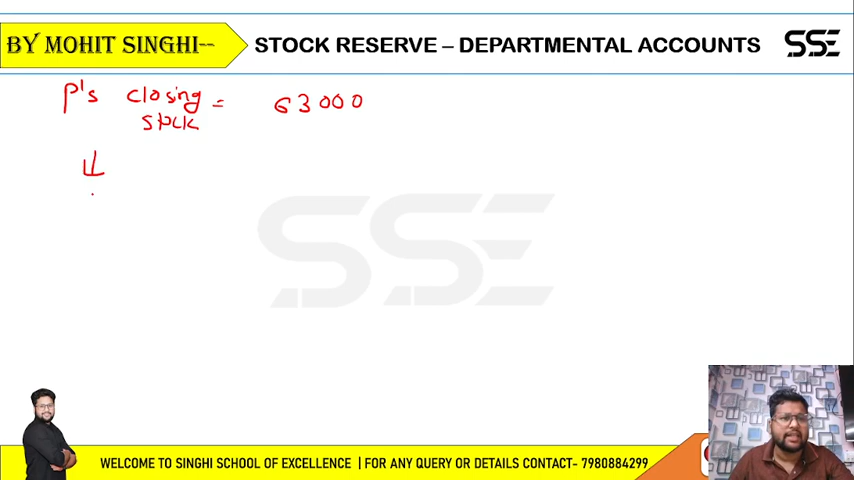 BY MOHIT SINGHI--
STOCK RESERVE – DEPARTMENTAL ACCOUNTS
SSE
P's closing = 63000
stock
SSE
WELCOME TO SINGHI SCHOOL OF EXCELLENCE | FOR ANY QUERY OR DETAILS CONTACT- 7980884299